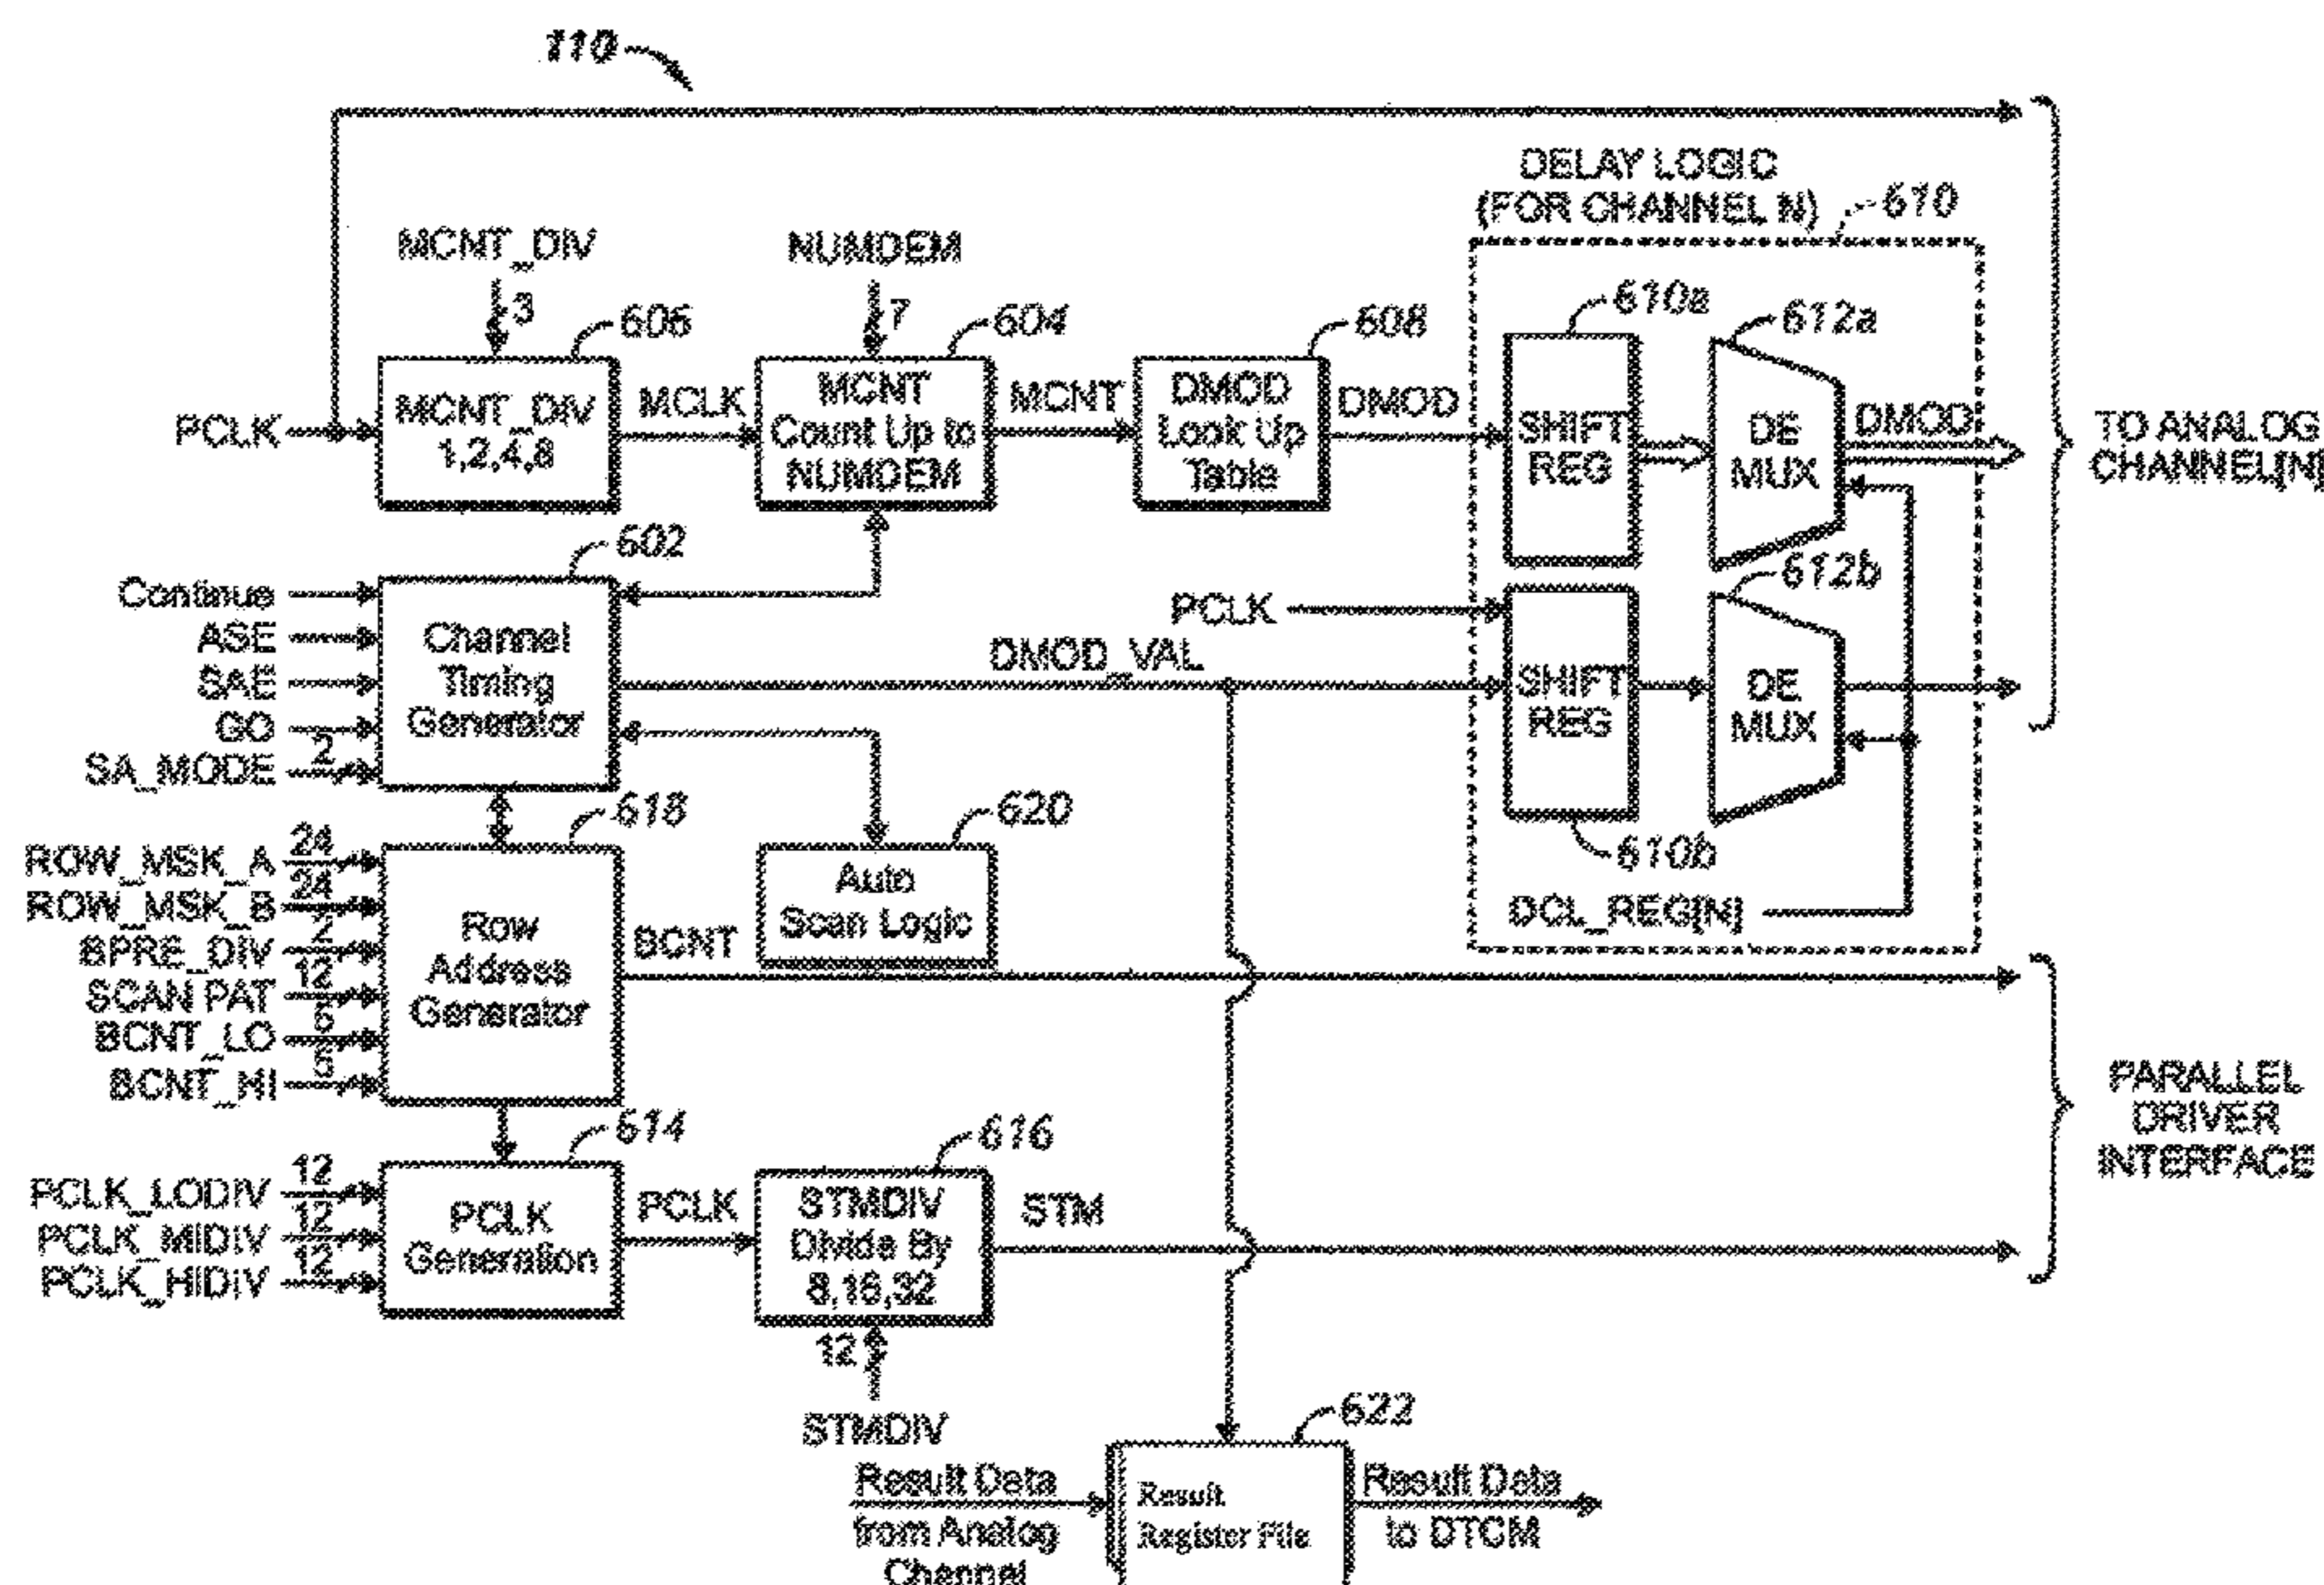 110
DELAY LOGIC
(FOR CHANNEL N)
610
MCNT_DIV
3
606
NUMDEM
7
604
608
610a
612a
PCLK
MCNT_DIV
1,2,4,8
MCLK
MCNT
Count Up to
NUMDEM
MCNT
DMOD
Look Up
Table
DMOD
SHIFT
REG
DE
MUX
DMOD
TO ANALOG
CHANNEL[N]
602
Continue
ASE
SAE
GO
SA_MODE
2
Channel
Timing
Generator
DMOD_VAL
PCLK
SHIFT
REG
612b
DE
MUX
610b
DCL_REG[N]
618
620
ROW_MSK_A
24
ROW_MSK_B
24
BPRE_DIV
2
SCAN PAT
12
BCNT_LO
BCNT_HI
5
Row
Address
Generator
BCNT
Auto
Scan Logic
614
616
PCLK_LODIV
12
PCLK_MIDIV
12
PCLK_HIDIV
12
PCLK
Generation
PCLK
STMDIV
Divide By
8,16,32
STM
12
STMDIV
PARALLEL
DRIVER
INTERFACE
622
Result Data
from Analog
Channel
Result
Register File
Result Data
to DTCM